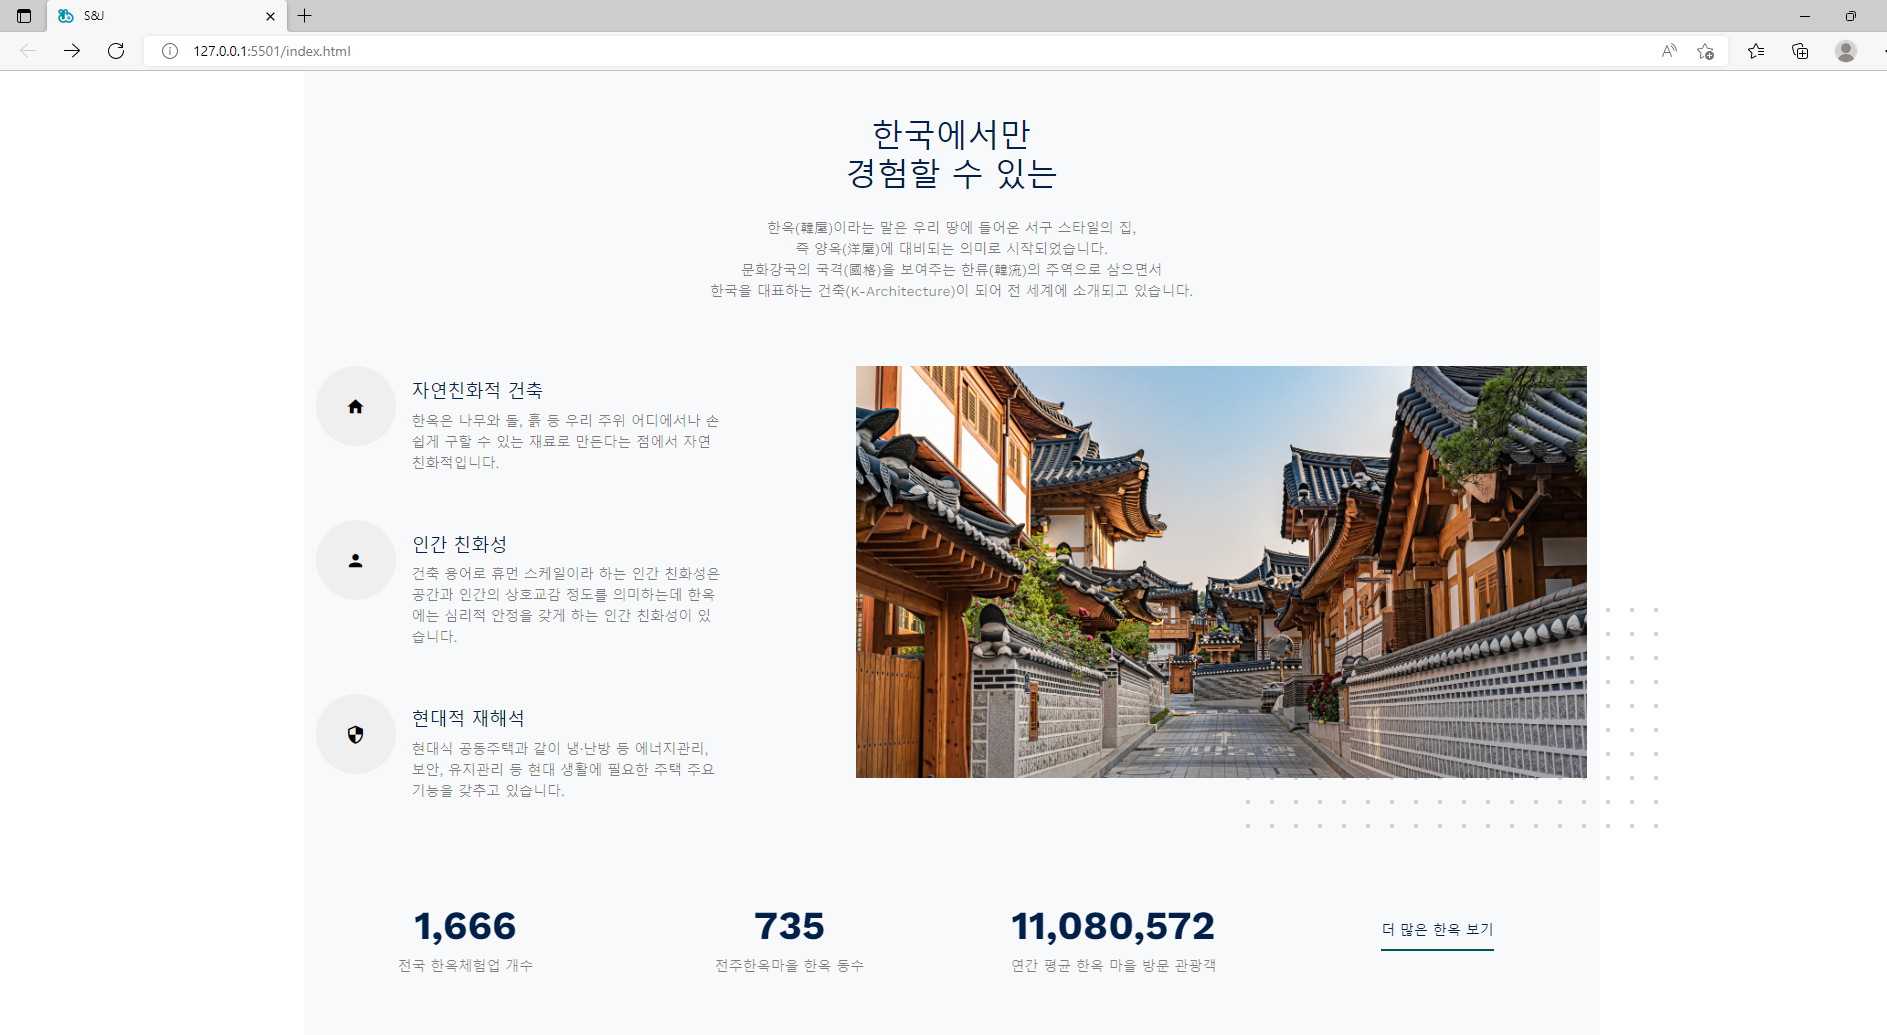 S&J
127.0.0.1:5501/index.html
한국에서만
경험할 수 있는
한옥(韓屋)이라는 말은 우리 땅에 들어온 서구 스타일의 집,
즉 양옥(洋屋)에 대비되는 의미로 시작되었습니다.
문화강국의 국격(國格)을 보여주는 한류(韓流)의 주역으로 삼으면서
한국을 대표하는 건축(K-Architecture)이 되어 전 세계에 소개되고 있습니다.
자연친화적 건축
한옥은 나무와 돌, 흙 등 우리 주위 어디에서나 손
쉽게 구할 수 있는 재료로 만든다는 점에서 자연
친화적입니다.
인간 친화성
건축 용어로 휴먼 스케일이라 하는 인간 친화성은
공간과 인간의 상호교감 정도를 의미하는데 한옥
에는 심리적 안정을 갖게 하는 인간 친화성이 있
습니다.
현대적 재해석
현대식 공동주택과 같이 냉·난방 등 에너지관리,
보안, 유지관리 등 현대 생활에 필요한 주택 주요
기능을 갖추고 있습니다.
1,666
전국 한옥체험업 개수
735
전주한옥마을 한옥 동수
11,080,572
연간 평균 한옥 마을 방문 관광객
더 많은 한옥 보기